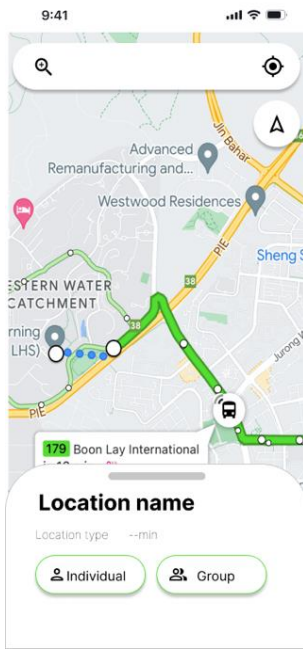 9:41
Jln Bahar
Advanced
Remanufacturing and...
Westwood Residences
PIE
38
Sheng S
ESTERN WATER
CATCHMENT
38
rning
LHS)
Jurong
PIE
179 Boon Lay International
Location name
Location type --min
Individual Group